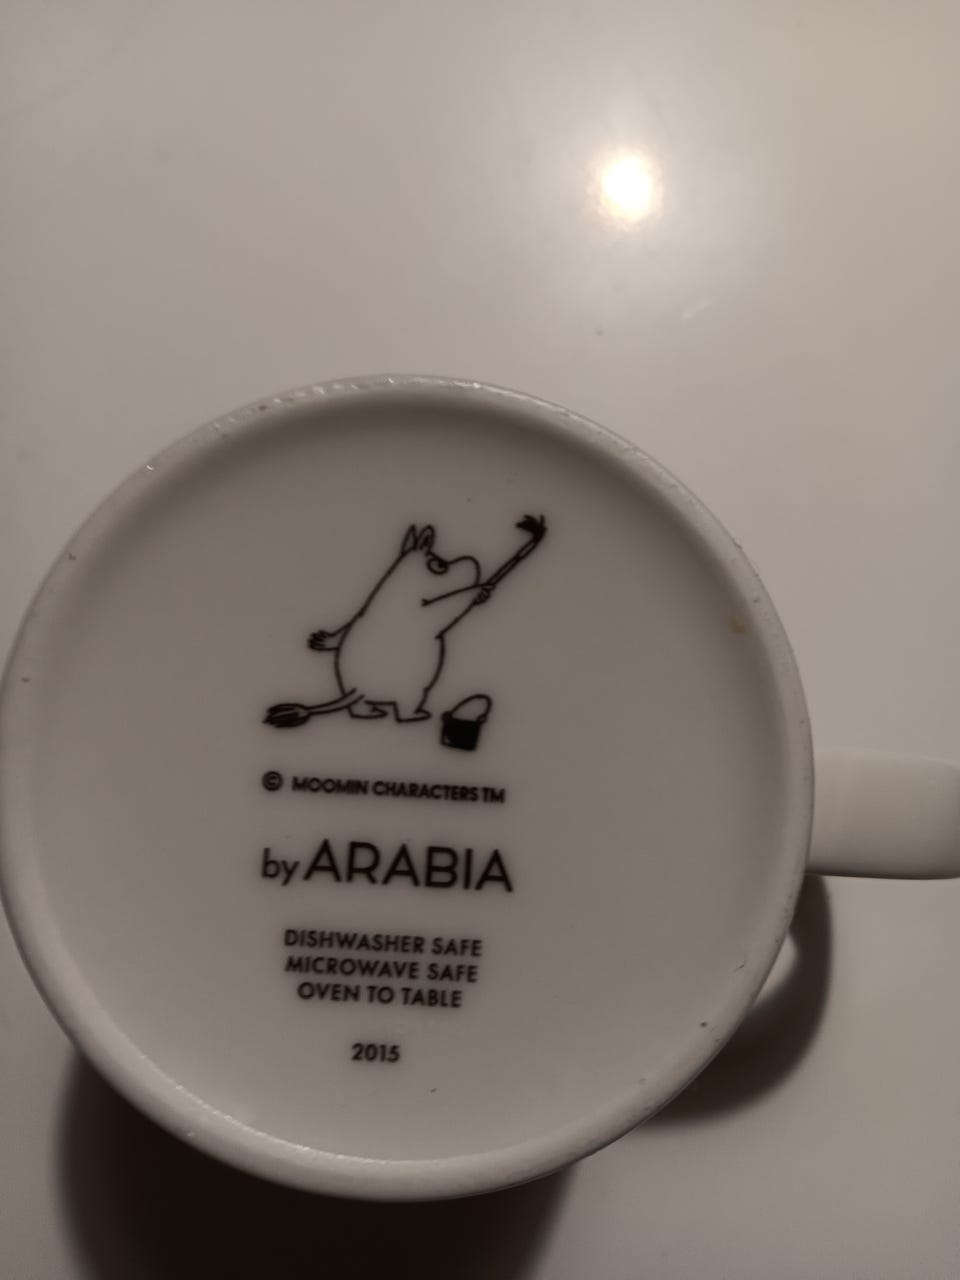 © MOOMIN CHARACTERS TM
by ARABIA
DISHWASHER SAFE
MICROWAVE SAFE
OVEN TO TABLE
2015